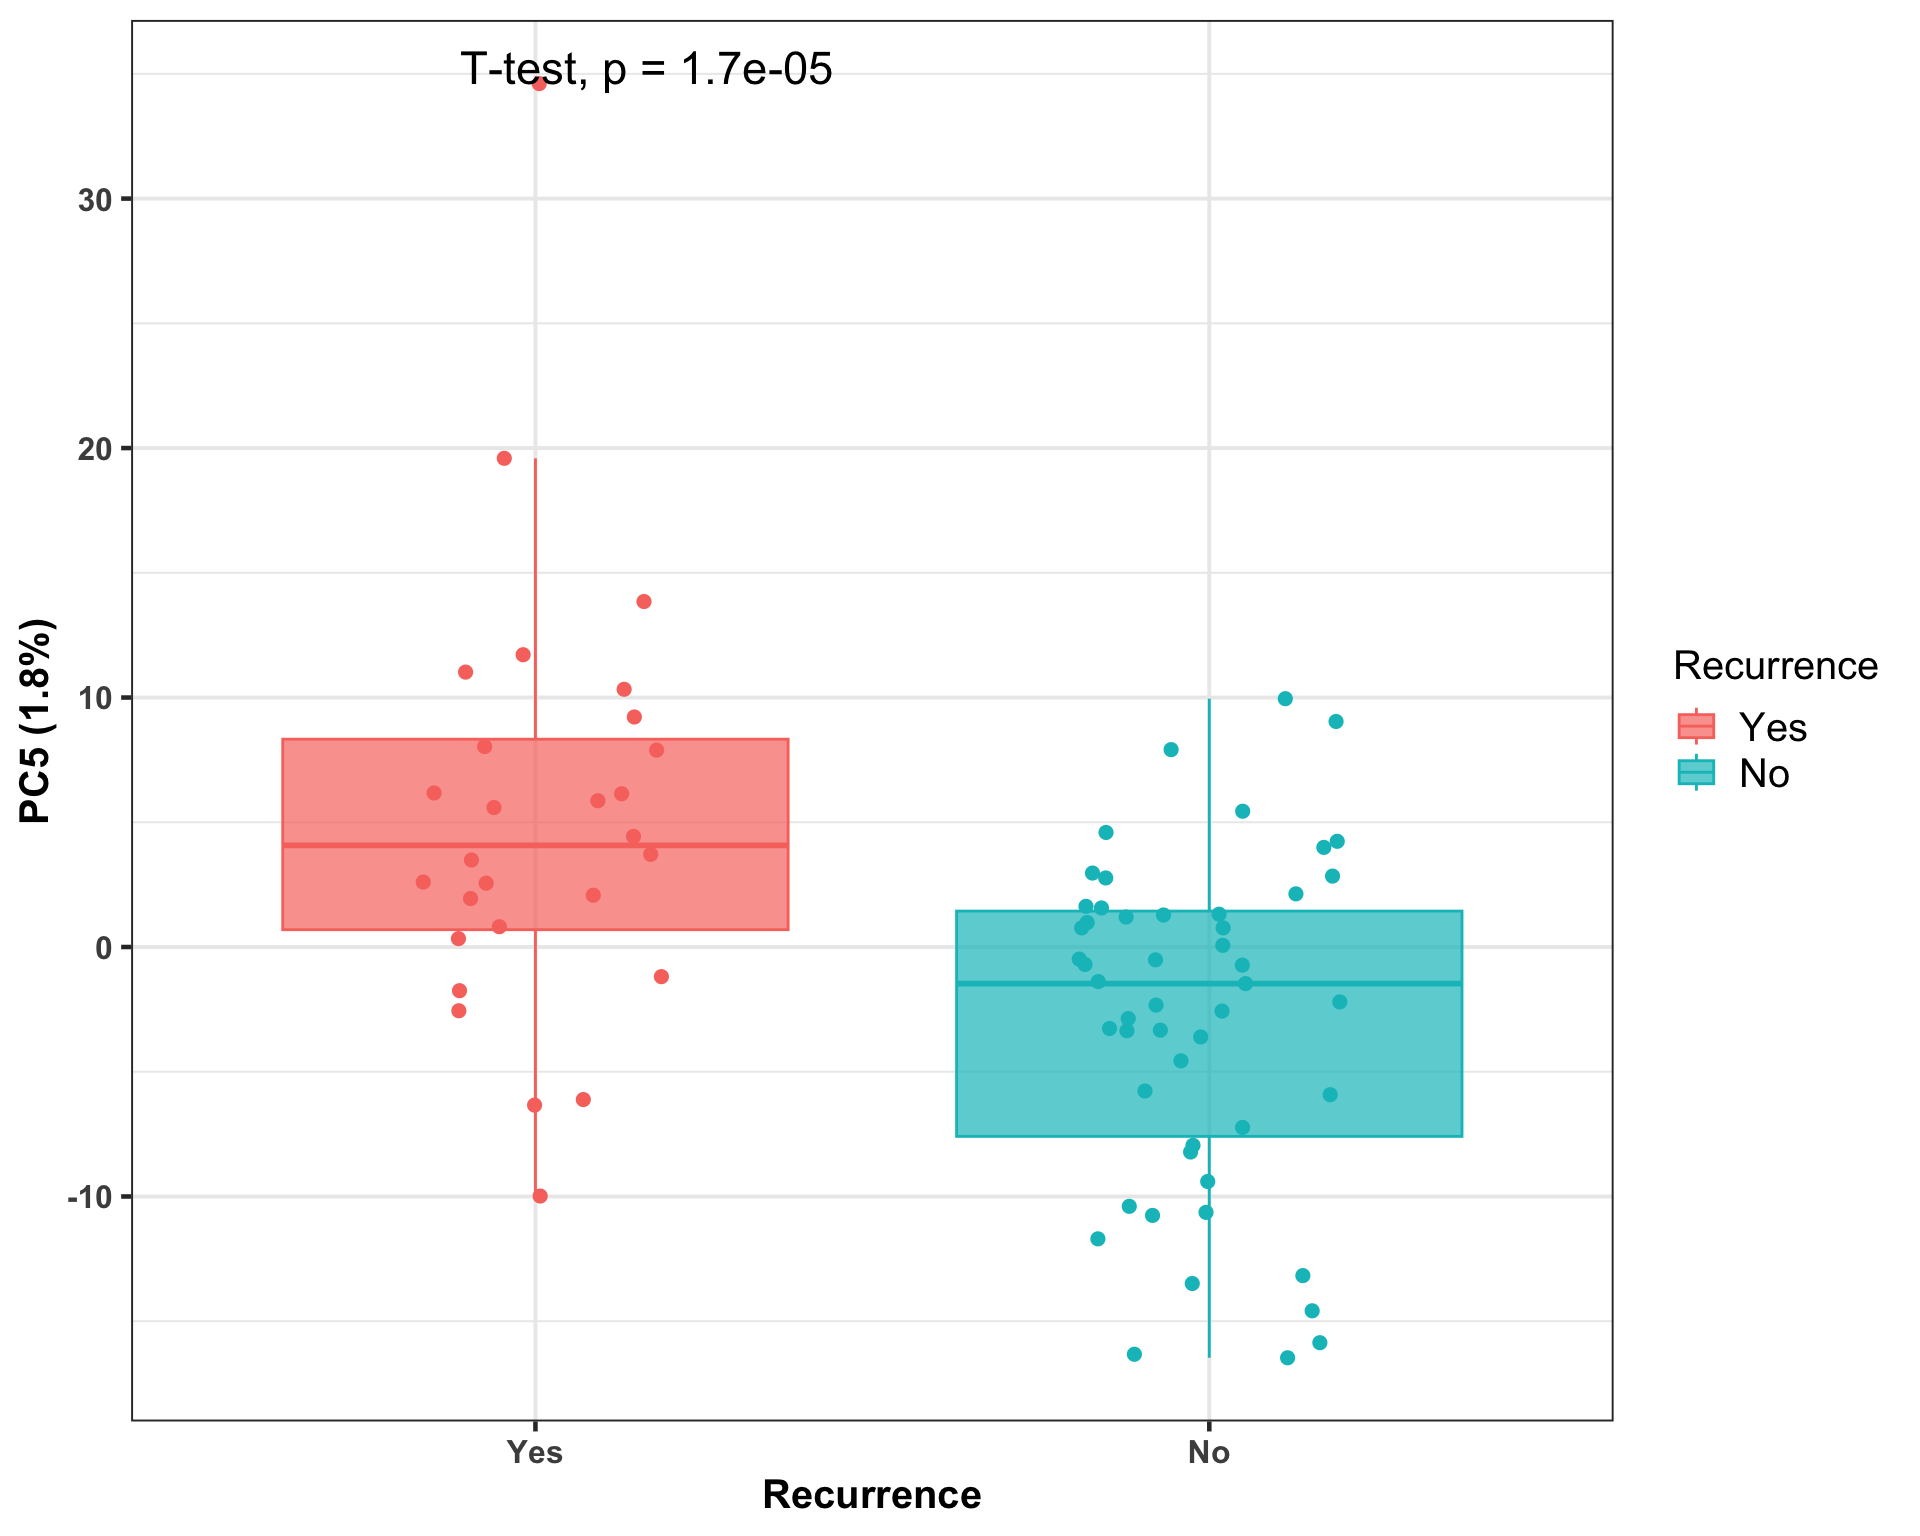 T-test, p = 1.7e-05
30
20
10
0
-10
PC5 (1.8%)
Yes
No
Recurrence
Recurrence
Yes
No